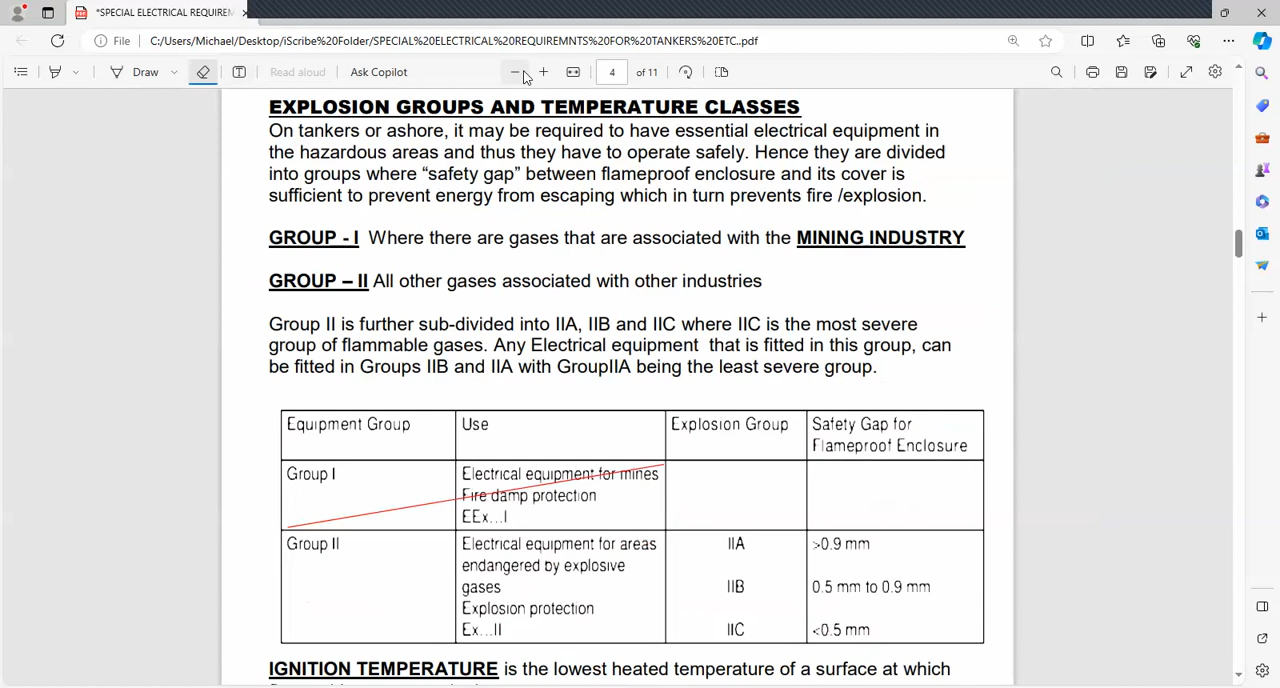 *SPECIAL ELECTRICAL REQUIREM
File C:/Users/Michael/Desktop/iScribe%20Folder/SPECIAL%20ELECTRICAL%20REQUIREMNTS%20FOR%20TANKERS%20ETC..pdf
Draw Read aloud Ask Copilot 4 of 11
EXPLOSION GROUPS AND TEMPERATURE CLASSES
On tankers or ashore, it may be required to have essential electrical equipment in
the hazardous areas and thus they have to operate safely. Hence they are divided
into groups where “safety gap” between flameproof enclosure and its cover is
sufficient to prevent energy from escaping which in turn prevents fire /explosion.
GROUP - I Where there are gases that are associated with the MINING INDUSTRY
GROUP – II All other gases associated with other industries
Group II is further sub-divided into IIA, IIB and IIC where IIC is the most severe
group of flammable gases. Any Electrical equipment that is fitted in this group, can
be fitted in Groups IIB and IIA with GroupIIA being the least severe group.
Equipment Group Use Explosion Group Safety Gap for
Flameproof Enclosure
Group I Electrical equipment for mines
Fire damp protection
EEx...I
Group II Electrical equipment for areas IIA >0.9 mm
endangered by explosive
gases IIB 0.5 mm to 0.9 mm
Explosion protection
Ex...II IIC <0.5 mm
IGNITION TEMPERATURE is the lowest heated temperature of a surface at which